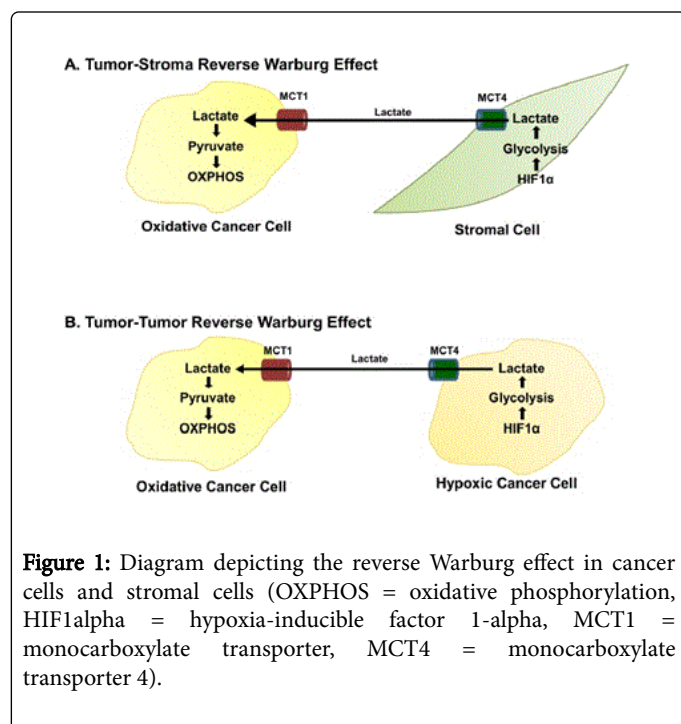 A. Tumor-Stroma Reverse Warburg Effect
MCT1
MCT4
Lactate
Lactate
Lactate
Pyruvate
Glycolysis
OXPHOS
HIF1α
Oxidative Cancer Cell
Stromal Cell
B. Tumor-Tumor Reverse Warburg Effect
MCT1
MCT4
Lactate
Lactate
Lactate
Pyruvate
Glycolysis
OXPHOS
HIF1α
Oxidative Cancer Cell
Hypoxic Cancer Cell
Figure 1: Diagram depicting the reverse Warburg effect in cancer
cells and stromal cells (OXPHOS = oxidative phosphorylation,
HIF1alpha = hypoxia-inducible factor 1-alpha, MCT1 =
monocarboxylate transporter, MCT4 = monocarboxylate
transporter 4).